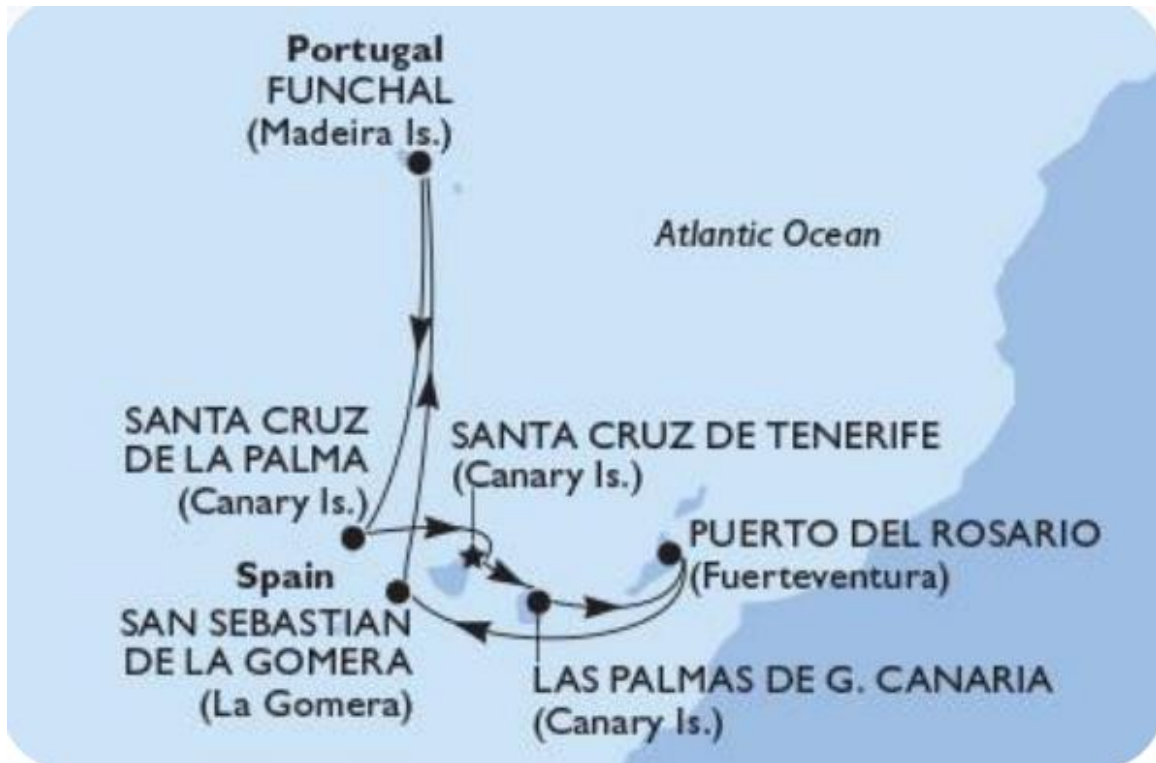 Portugal
FUNCHAL
(Madeira Is.)
Atlantic Ocean
SANTA CRUZ
DE LA PALMA
(Canary Is.)
SANTA CRUZ DE TENERIFE
(Canary Is.)
PUERTO DEL ROSARIO
(Fuerteventura)
Spain
SAN SEBASTIAN
DE LA GOMERA
(La Gomera)
LAS PALMAS DE G. CANARIA
(Canary Is.)